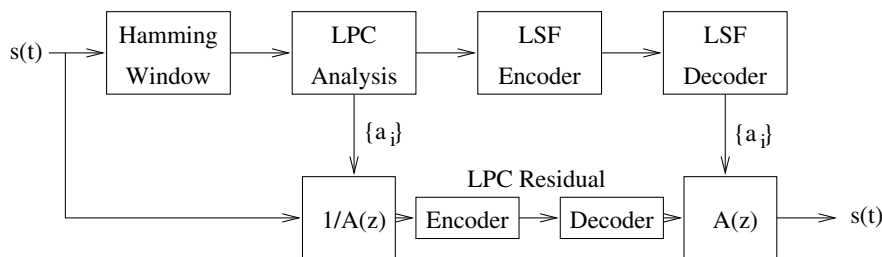 s(t)
Hamming
Window
LPC
Analysis
LSF
Encoder
LSF
Decoder
{a i}
{a i}
LPC Residual
1/A(z)
Encoder
Decoder
A(z)
s(t)